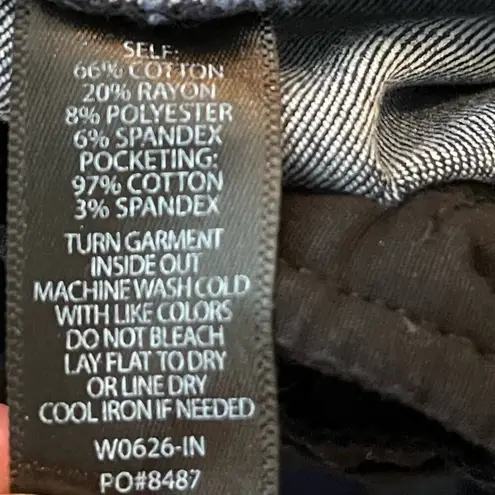 SELF:
66% COTTON
20% RAYON
8% POLYESTER
6% SPANDEX
POCKETING:
97% COTTON
3% SPANDEX
TURN GARMENT
INSIDE OUT
MACHINE WASH COLD
WITH LIKE COLORS
DO NOT BLEACH
LAY FLAT TO DRY
OR LINE DRY
COOL IRON IF NEEDED
W0626-IN
PO#8487